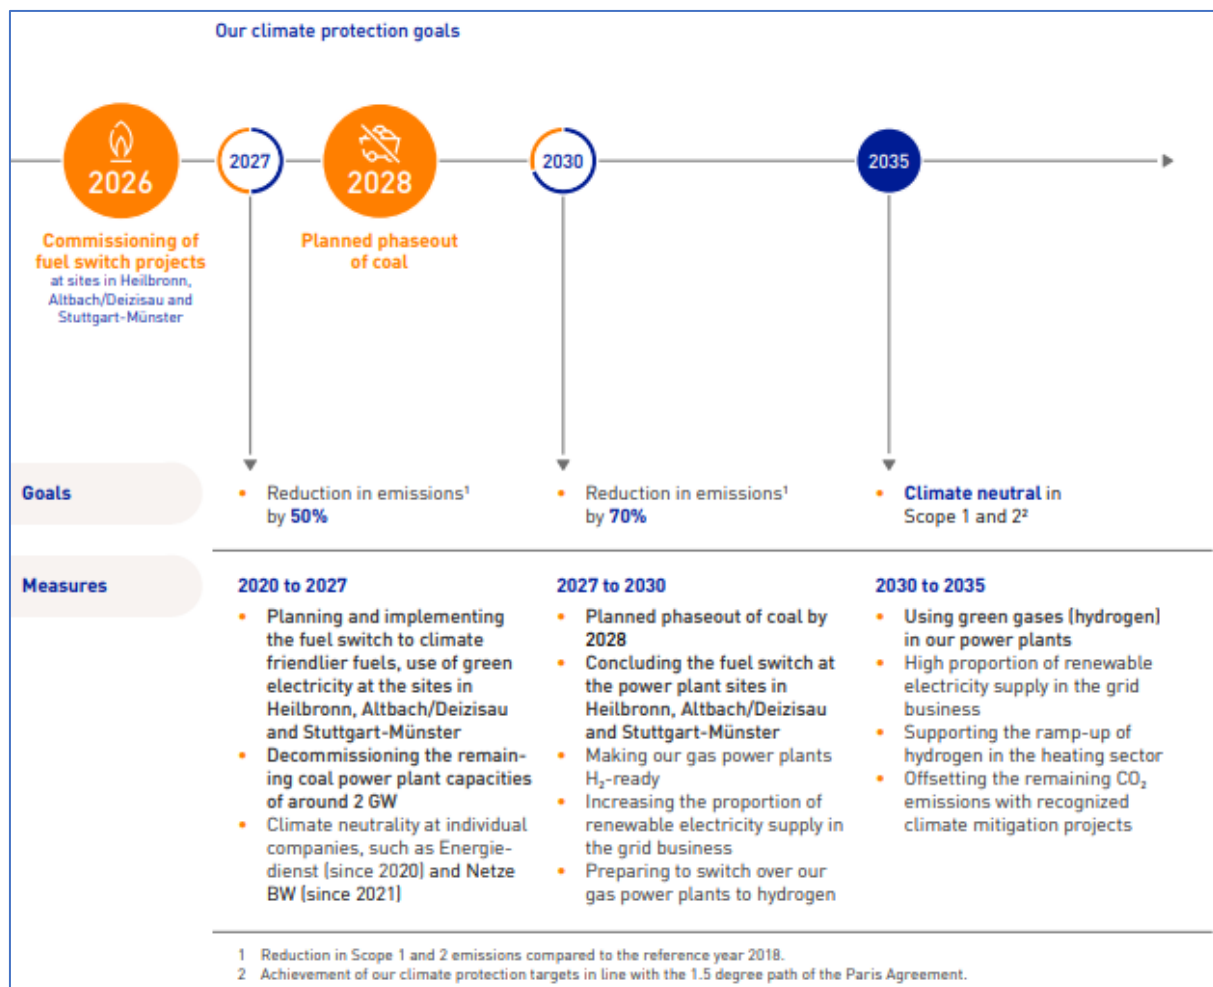 Our climate protection goals
2026
2027
2028
2030
2035
Commissioning of
fuel switch projects
at sites in Heilbronn,
Altbach/Deizisau and
Stuttgart-Münster
Planned phaseout
of coal
Goals
• Reduction in emissions¹
by 50%
• Reduction in emissions¹
by 70%
• Climate neutral in
Scope 1 and 2²
Measures
2020 to 2027
• Planning and implementing
the fuel switch to climate
friendlier fuels, use of green
electricity at the sites in
Heilbronn, Altbach/Deizisau
and Stuttgart-Münster
• Decommissioning the remain-
ing coal power plant capacities
of around 2 GW
• Climate neutrality at individual
companies, such as Energie-
dienst (since 2020) and Netze
BW (since 2021)
2027 to 2030
• Planned phaseout of coal by
2028
• Concluding the fuel switch at
the power plant sites in
Heilbronn, Altbach/Deizisau
and Stuttgart-Münster
• Making our gas power plants
H₂-ready
• Increasing the proportion of
renewable electricity supply in
the grid business
• Preparing to switch over our
gas power plants to hydrogen
2030 to 2035
• Using green gases (hydrogen)
in our power plants
• High proportion of renewable
electricity supply in the grid
business
• Supporting the ramp-up of
hydrogen in the heating sector
• Offsetting the remaining CO₂
emissions with recognized
climate mitigation projects
1 Reduction in Scope 1 and 2 emissions compared to the reference year 2018.
2 Achievement of our climate protection targets in line with the 1.5 degree path of the Paris Agreement.